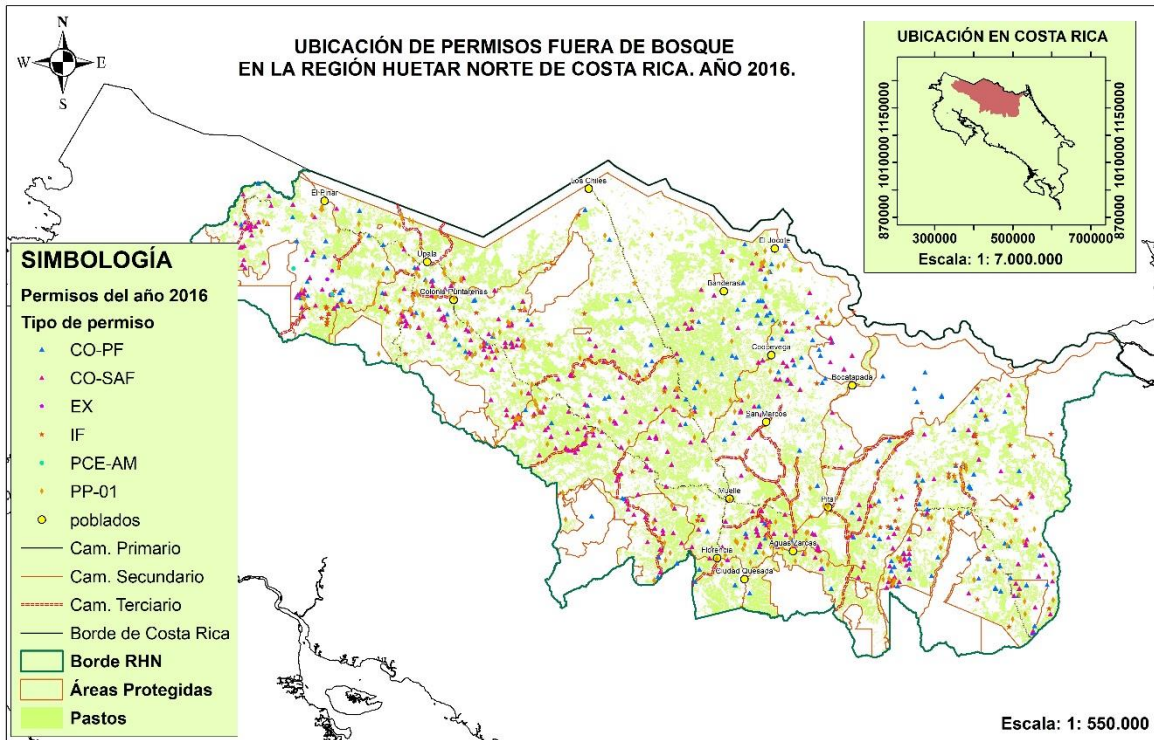 N
W
E
S
UBICACIÓN DE PERMISOS FUERA DE BOSQUE
EN LA REGIÓN HUETAR NORTE DE COSTA RICA. AÑO 2016.
UBICACIÓN EN COSTA RICA
1150000
1010000
870000
1150000
1010000
870000
300000 500000 700000
Escala: 1: 7.000.000
Los Chiles
El Pinar
El Jocote
Upala
Banderas
Colonia Puntarenas
Coopevega
Bocatapada
San Marcos
Muelle
Pital
Florencia
Aguas Zarcas
Ciudad Quesada
SIMBOLOGÍA
Permisos del año 2016
Tipo de permiso
CO-PF
CO-SAF
EX
IF
PCE-AM
PP-01
poblados
Cam. Primario
Cam. Secundario
Cam. Terciario
Borde de Costa Rica
Borde RHN
Áreas Protegidas
Pastos
Escala: 1: 550.000